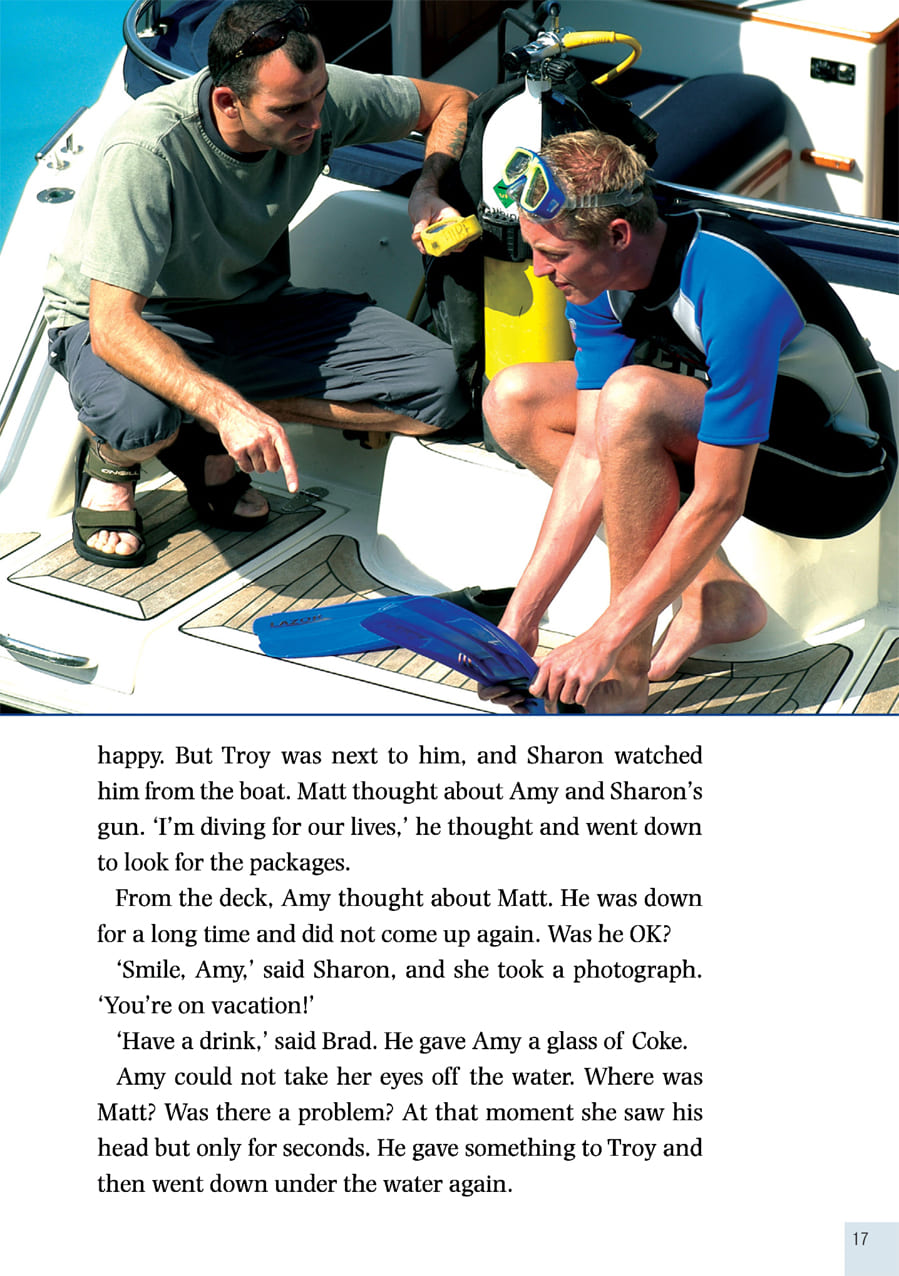 O'NEILL
LAZOR
happy. But Troy was next to him, and Sharon watched
him from the boat. Matt thought about Amy and Sharon’s
gun. ‘I’m diving for our lives,’ he thought and went down
to look for the packages.
From the deck, Amy thought about Matt. He was down
for a long time and did not come up again. Was he OK?
‘Smile, Amy,’ said Sharon, and she took a photograph.
‘You’re on vacation!’
‘Have a drink,’ said Brad. He gave Amy a glass of Coke.
Amy could not take her eyes off the water. Where was
Matt? Was there a problem? At that moment she saw his
head but only for seconds. He gave something to Troy and
then went down under the water again.
17